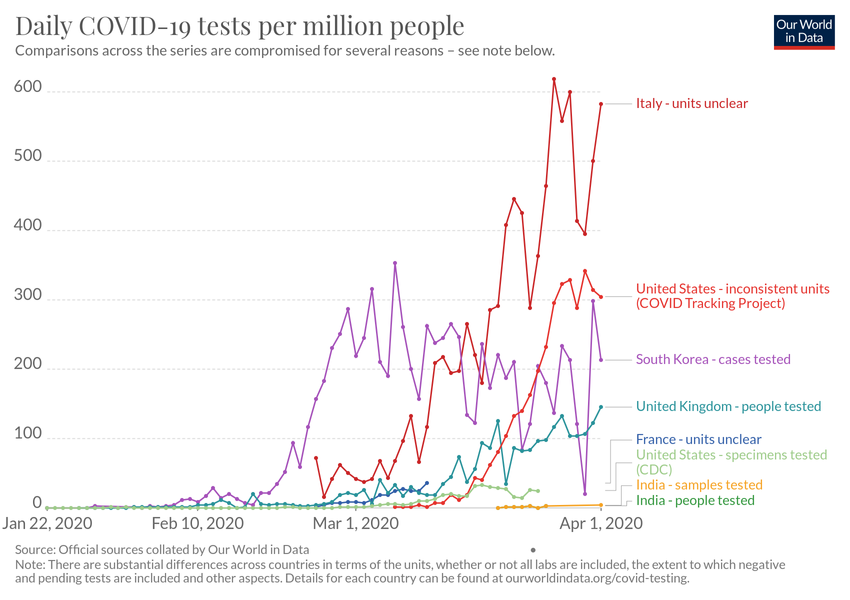 Daily COVID-19 tests per million people
Comparisons across the series are compromised for several reasons – see note below.
Our World
in Data
600
500
400
300
200
100
0
Italy - units unclear
United States - inconsistent units
(COVID Tracking Project)
South Korea - cases tested
United Kingdom - people tested
France - units unclear
United States - specimens tested
(CDC)
India - samples tested
India - people tested
Jan 22, 2020
Feb 10, 2020
Mar 1, 2020
Apr 1, 2020
Source: Official sources collated by Our World in Data
Note: There are substantial differences across countries in terms of the units, whether or not all labs are included, the extent to which negative
and pending tests are included and other aspects. Details for each country can be found at ourworldindata.org/covid-testing.